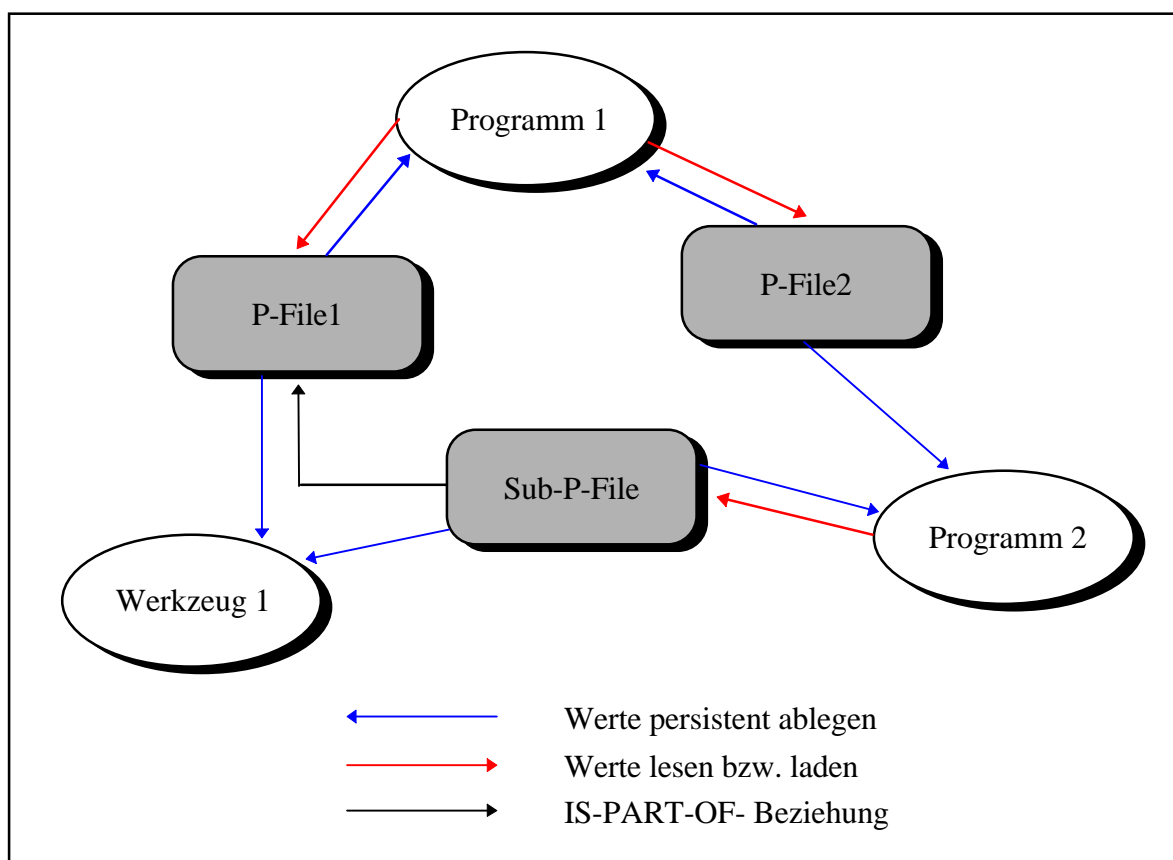 Programm 1
P-File2
P-File1
Sub-P-File
Programm 2
Werkzeug 1
Werte persistent ablegen
Werte lesen bzw. laden
IS-PART-OF- Beziehung